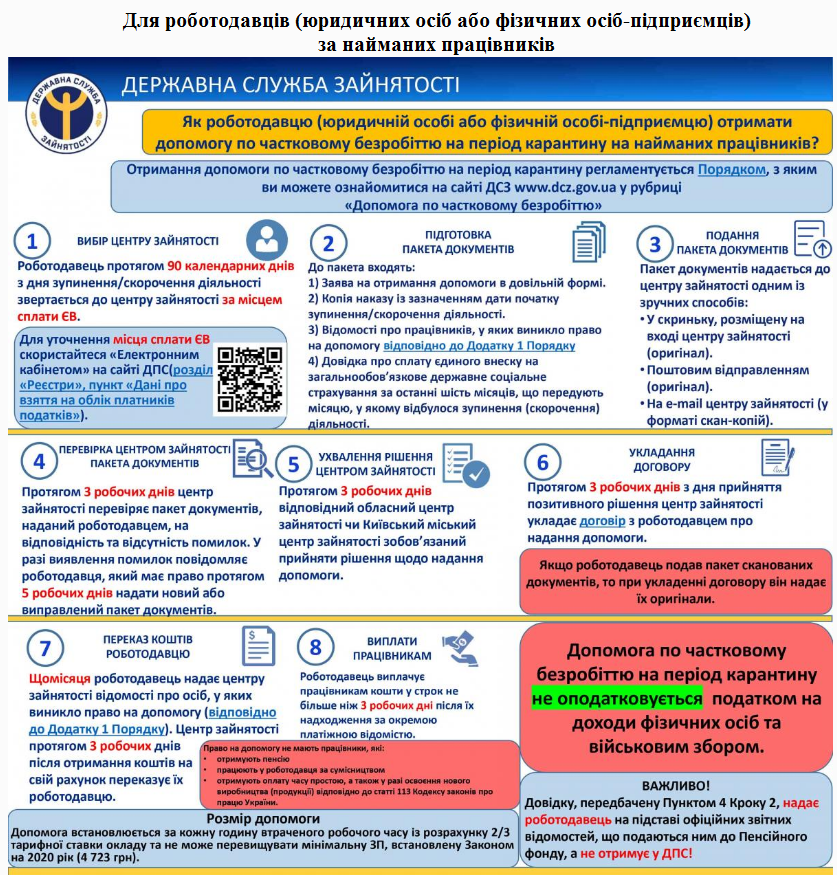 Для роботодавців (юридичних осіб або фізичних осіб-підприємців)
за найманих працівників
ДЕРЖАВНА СЛУЖБА ЗАЙНЯТОСТІ
ДЕРЖАВНА СЛУЖБА ЗАЙНЯТОСТІ
Як роботодавцю (юридичній особі або фізичній особі-підприємцю) отримати
допомогу по частковому безробіттю на період карантину на найманих працівників?
Отримання допомоги по частковому безробіттю на період карантину регламентується Порядком, з яким
ви можете ознайомитися на сайті ДСЗ www.dcz.gov.ua у рубриці
«Допомога по частковому безробіттю»
1
ВИБІР ЦЕНТРУ ЗАЙНЯТОСТІ
Роботодавець протягом 90 календарних днів
з дня зупинення/скорочення діяльності
звертається до центру зайнятості за місцем
сплати ЄВ.
Для уточнення місця сплати ЄВ
скористайтеся «Електронним
кабінетом» на сайті ДПС(розділ
«Реєстри», пункт «Дані про
взяття на облік платників
податків»).
2
ПІДГОТОВКА
ПАКЕТА ДОКУМЕНТІВ
До пакета входять:
1) Заява на отримання допомоги в довільній формі.
2) Копія наказу із зазначенням дати початку
зупинення/скорочення діяльності.
3) Відомості про працівників, у яких виникло право
на допомогу відповідно до Додатку 1 Порядку
4) Довідка про сплату єдиного внеску на
загальнообов’язкове державне соціальне
страхування за останні шість місяців, що передують
місяцю, у якому відбулося зупинення (скорочення)
діяльності.
3
ПОДАННЯ
ПАКЕТА ДОКУМЕНТІВ
Пакет документів надається до
центру зайнятості одним із
зручних способів:
• У скриньку, розміщену на
вході центру зайнятості
(оригінал).
• Поштовим відправленням
(оригінал).
• На e-mail центру зайнятості (у
форматі скан-копій).
4
ПЕРЕВІРКА ЦЕНТРОМ ЗАЙНЯТОСТІ
ПАКЕТА ДОКУМЕНТІВ
Протягом 3 робочих днів центр
зайнятості перевіряє пакет документів,
наданий роботодавцем, на
відповідність та відсутність помилок. У
разі виявлення помилок повідомляє
роботодавця, який має право протягом
5 робочих днів надати новий або
виправлений пакет документів.
5
УХВАЛЕННЯ РІШЕННЯ
ЦЕНТРОМ ЗАЙНЯТОСТІ
Протягом 3 робочих днів
відповідний обласний центр
зайнятості чи Київський міський
центр зайнятості зобов’язаний
прийняти рішення щодо надання
допомоги.
6
УКЛАДАННЯ
ДОГОВОРУ
Протягом 3 робочих днів з дня прийняття
позитивного рішення центр зайнятості
укладає договір з роботодавцем про
надання допомоги.
Якщо роботодавець подав пакет сканованих
документів, то при укладенні договору він надає
їх оригінали.
7
ПЕРЕКАЗ КОШТІВ
РОБОТОДАВЦЮ
Щомісяця роботодавець надає центру
зайнятості відомості про осіб, у яких
виникло право на допомогу (відповідно
до Додатку 1 Порядку). Центр зайнятості
протягом 3 робочих днів
після отримання коштів на
свій рахунок переказує їх
роботодавцю.
8
ВИПЛАТИ
ПРАЦІВНИКАМ
Роботодавець виплачує
працівникам кошти у строк не
більше ніж 3 робочих дні після їх
надходження за окремою
платіжною відомістю.
Право на допомогу не мають працівники, які:
• отримують пенсію
• працюють у роботодавця за сумісництвом
• отримують оплату часу простою, а також у разі освоєння нового
виробництва (продукції) відповідно до статті 113 Кодексу законів про
працю України.
Допомога по частковому
безробіттю на період карантину
не оподатковується податком на
доходи фізичних осіб та
військовим збором.
Розмір допомоги
Допомога встановлюється за кожну годину втраченого робочого часу із розрахунку 2/3
тарифної ставки окладу та не може перевищувати мінімальну ЗП, встановлену Законом
на 2020 рік (4 723 грн).
ВАЖЛИВО!
Довідку, передбачену Пунктом 4 Кроку 2, надає
роботодавець на підставі офіційних звітних
відомостей, що подаються ним до Пенсійного
фонду, а не отримує у ДПС!